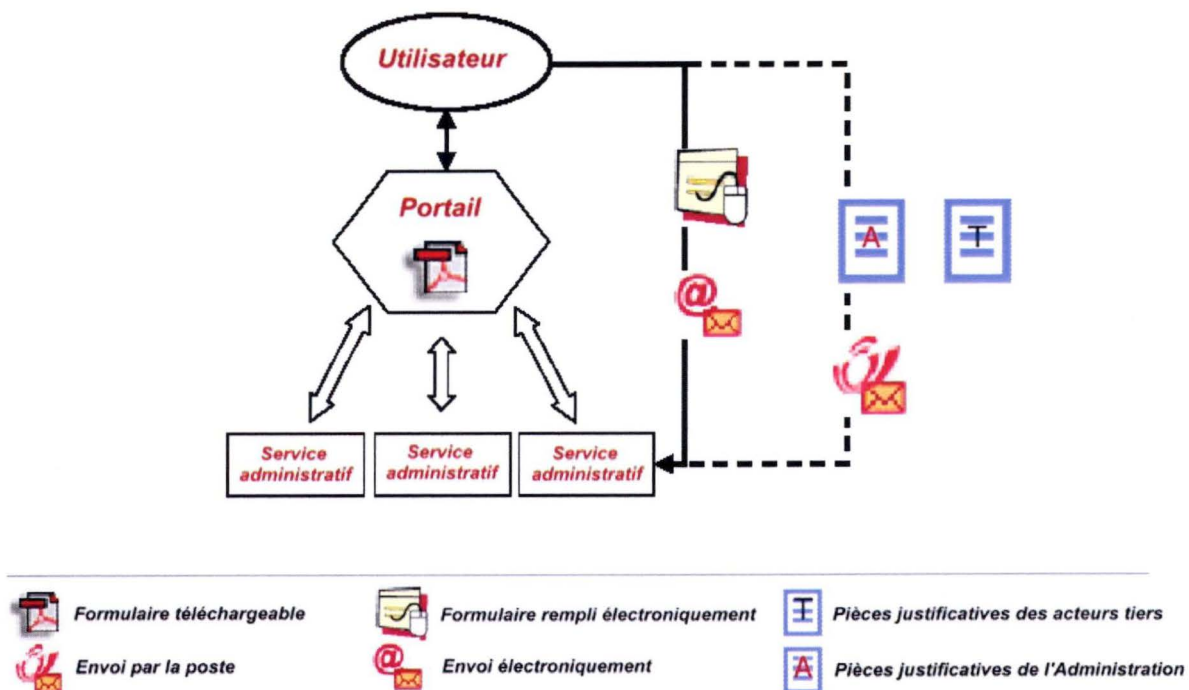 Utilisateur
Portail
@
A
T
Service
administratif
Service
administratif
Service
administratif
Formulaire téléchargeable
Formulaire rempli électroniquement
T
Pièces justificatives des acteurs tiers
Envoi par la poste
@
Envoi électroniquement
A
Pièces justificatives de l'Administration